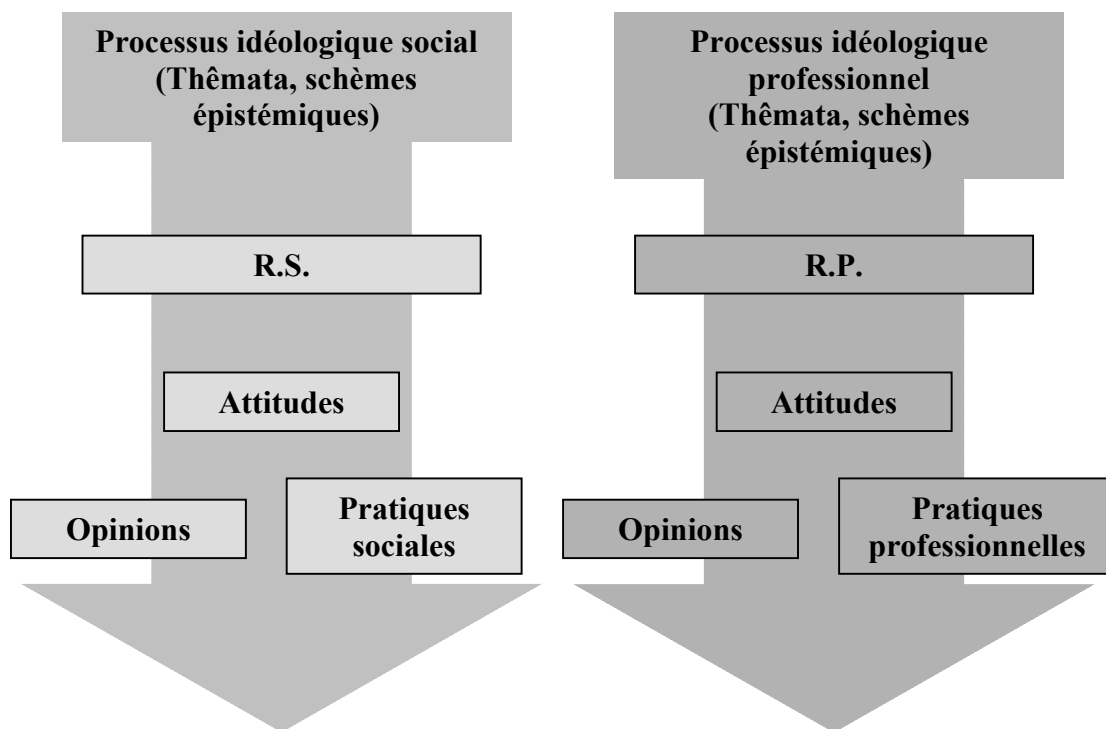 Processus idéologique social
(Thêmata, schèmes
épistémiques)
R.S.
Attitudes
Opinions
Pratiques
sociales
Processus idéologique
professionnel
(Thêmata, schèmes
épistémiques)
R.P.
Attitudes
Opinions
Pratiques
professionnelles